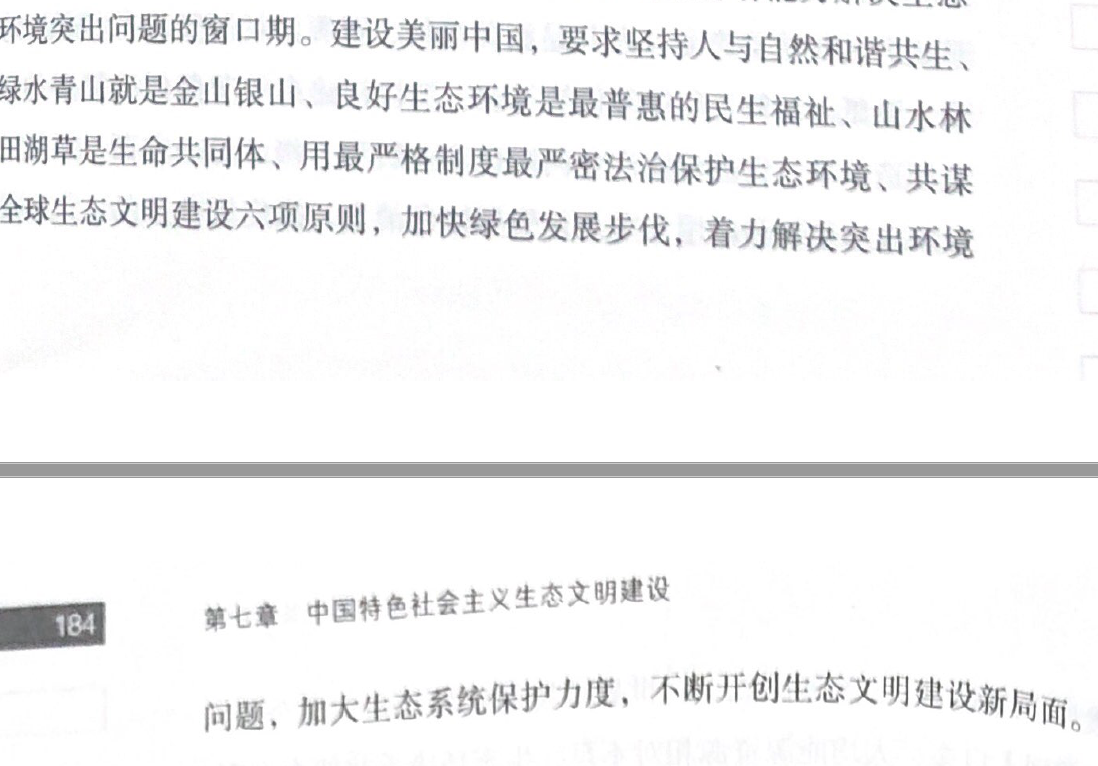 环境突出问题的窗口期。建设美丽中国，要求坚持人与自然和谐共生、
绿水青山就是金山银山、良好生态环境是最普惠的民生福祉、山水林
田湖草是生命共同体、用最严格制度最严密法治保护生态环境、共谋
全球生态文明建设六项原则，加快绿色发展步伐，着力解决突出环境
184
第七章 中国特色社会主义生态文明建设
问题，加大生态系统保护力度，不断开创生态文明建设新局面。